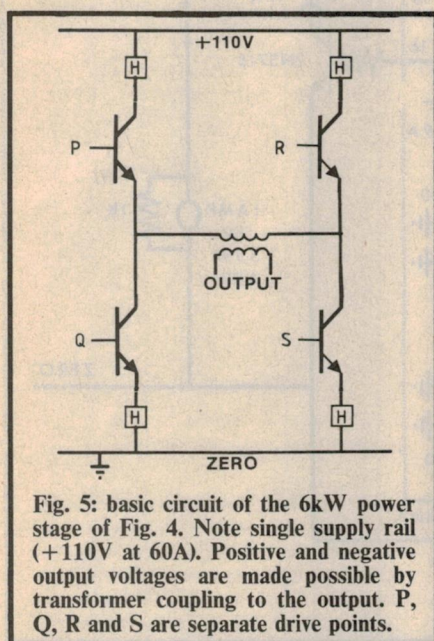 +110V
H
H
P
R
OUTPUT
Q
S
H
H
ZERO
Fig. 5: basic circuit of the 6kW power
stage of Fig. 4. Note single supply rail
(+110V at 60A). Positive and negative
output voltages are made possible by
transformer coupling to the output. P,
Q, R and S are separate drive points.